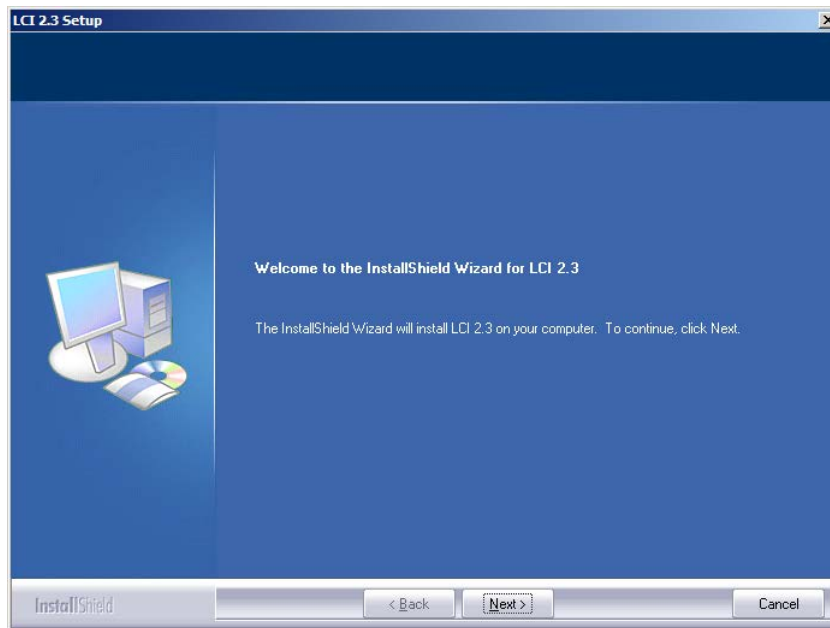 LCI 2.3 Setup
Welcome to the InstallShield Wizard for LCI 2.3
The InstallShield Wizard will install LCI 2.3 on your computer. To continue, click Next.
InstallShield
< Back
Next >
Cancel